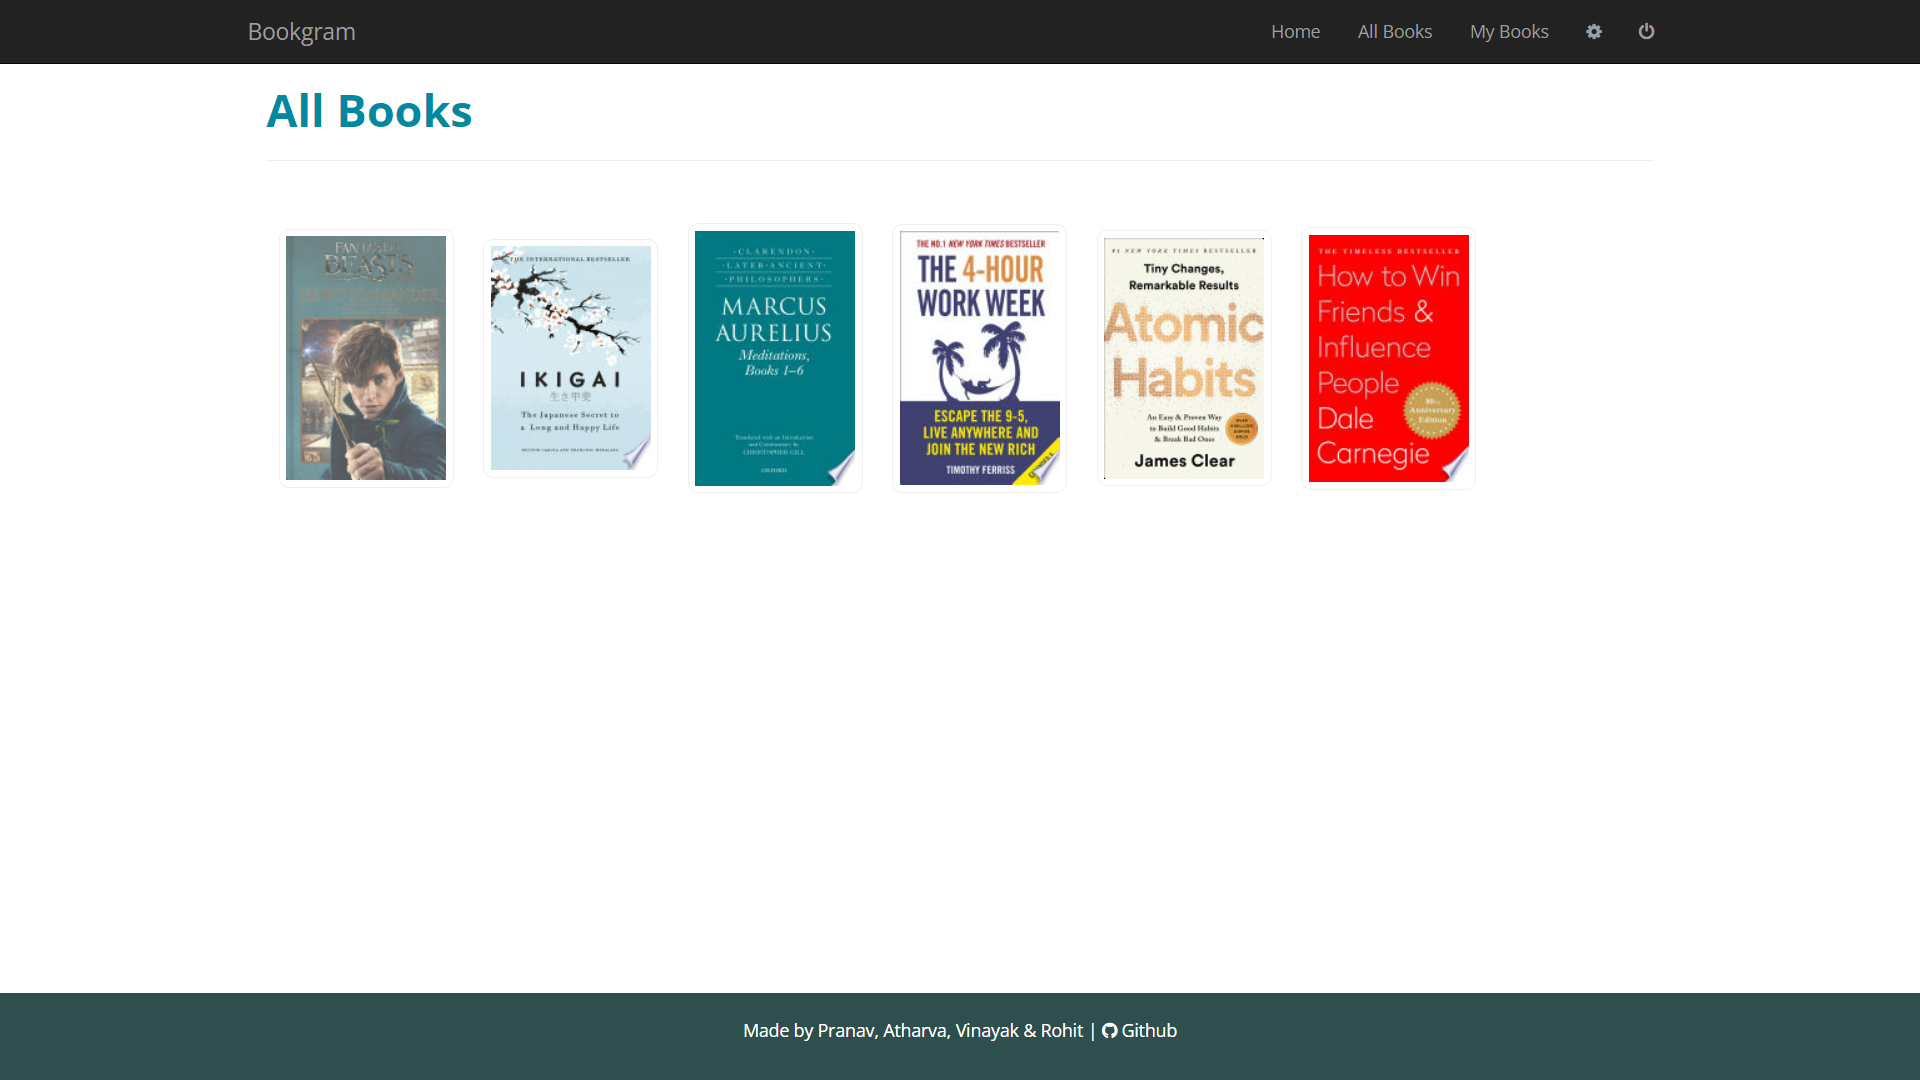 Bookgram
Home
All Books
My Books
All Books
FANTASTIC
BEASTS
THE INTERNATIONAL BESTSELLER
IKIGAI
生き甲斐
The Japanese Secret to
a Long and Happy Life
·CLARENDON·
·LATER·ANCIENT·
·PHILOSOPHERS·
MARCUS
AURELIUS
Meditations,
Books 1–6
Translated with an Introduction
and Commentary by
CHRISTOPHER GILL
OXFORD
THE NO.1 NEW YORK TIMES BESTSELLER
THE 4-HOUR
WORK WEEK
ESCAPE THE 9-5,
LIVE ANYWHERE AND
JOIN THE NEW RICH
TIMOTHY FERRISS
#1 NEW YORK TIMES BESTSELLER
Tiny Changes,
Remarkable Results
Atomic
Habits
An Easy & Proven Way
to Build Good Habits
& Break Bad Ones
James Clear
THE TIMELESS BESTSELLER
How to Win
Friends &
Influence
People
Dale
Carnegie
Anniversary
Edition
Made by Pranav, Atharva, Vinayak & Rohit | Github